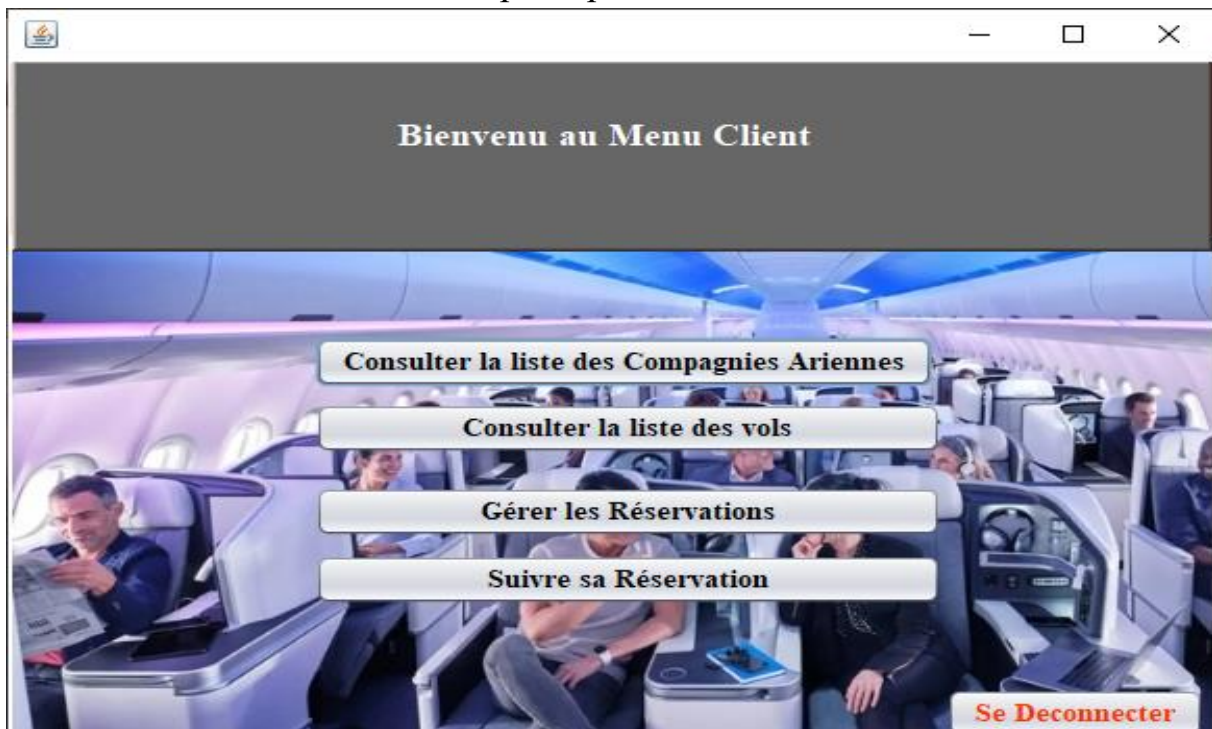 Bienvenu au Menu Client
Consulter la liste des Compagnies Ariennes
Consulter la liste des vols
Gérer les Réservations
Suivre sa Réservation
Se Deconnecter